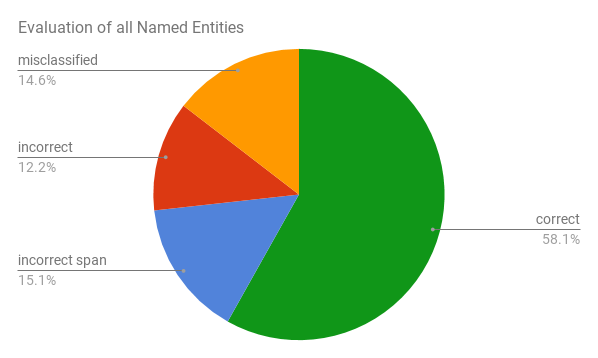 Evaluation of all Named Entities
misclassified
14.6%
incorrect
12.2%
correct
58.1%
incorrect span
15.1%